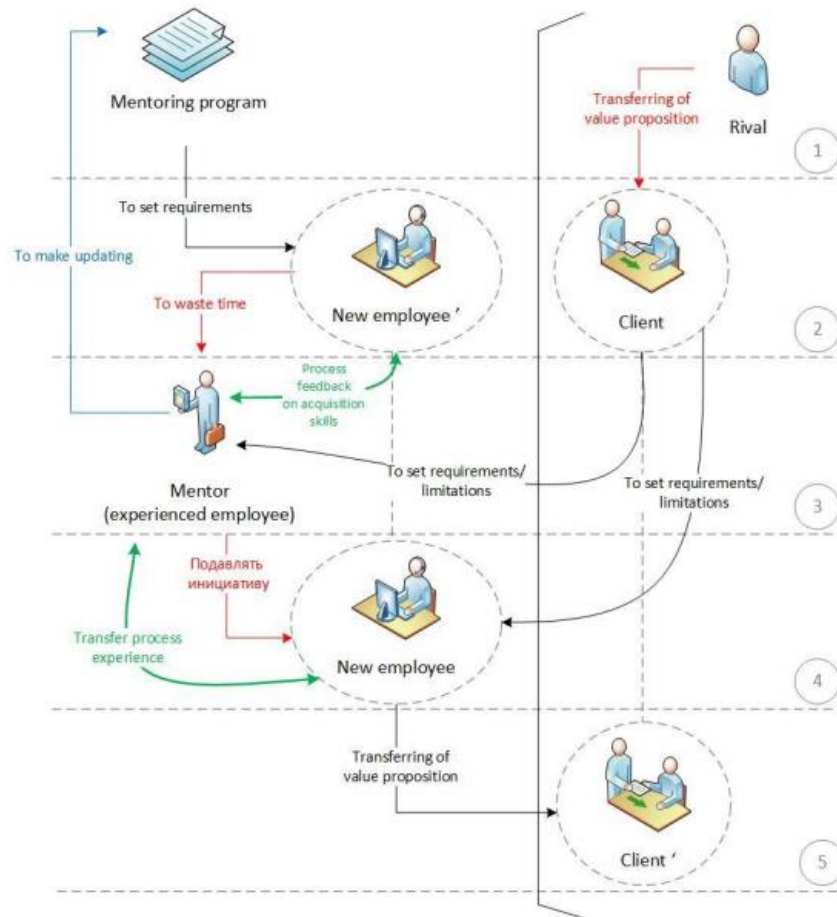 Mentoring program
Transferring of
value proposition
Rival
1
To set requirements
To make updating
To waste time
New employee ‘
Client
2
Process
feedback
on acquisition
skills
To set requirements/
limitations
To set requirements/
limitations
Mentor
(experienced employee)
3
Подавлять
инициативу
Transfer process
experience
New employee
4
Transferring of
value proposition
Client ‘
5